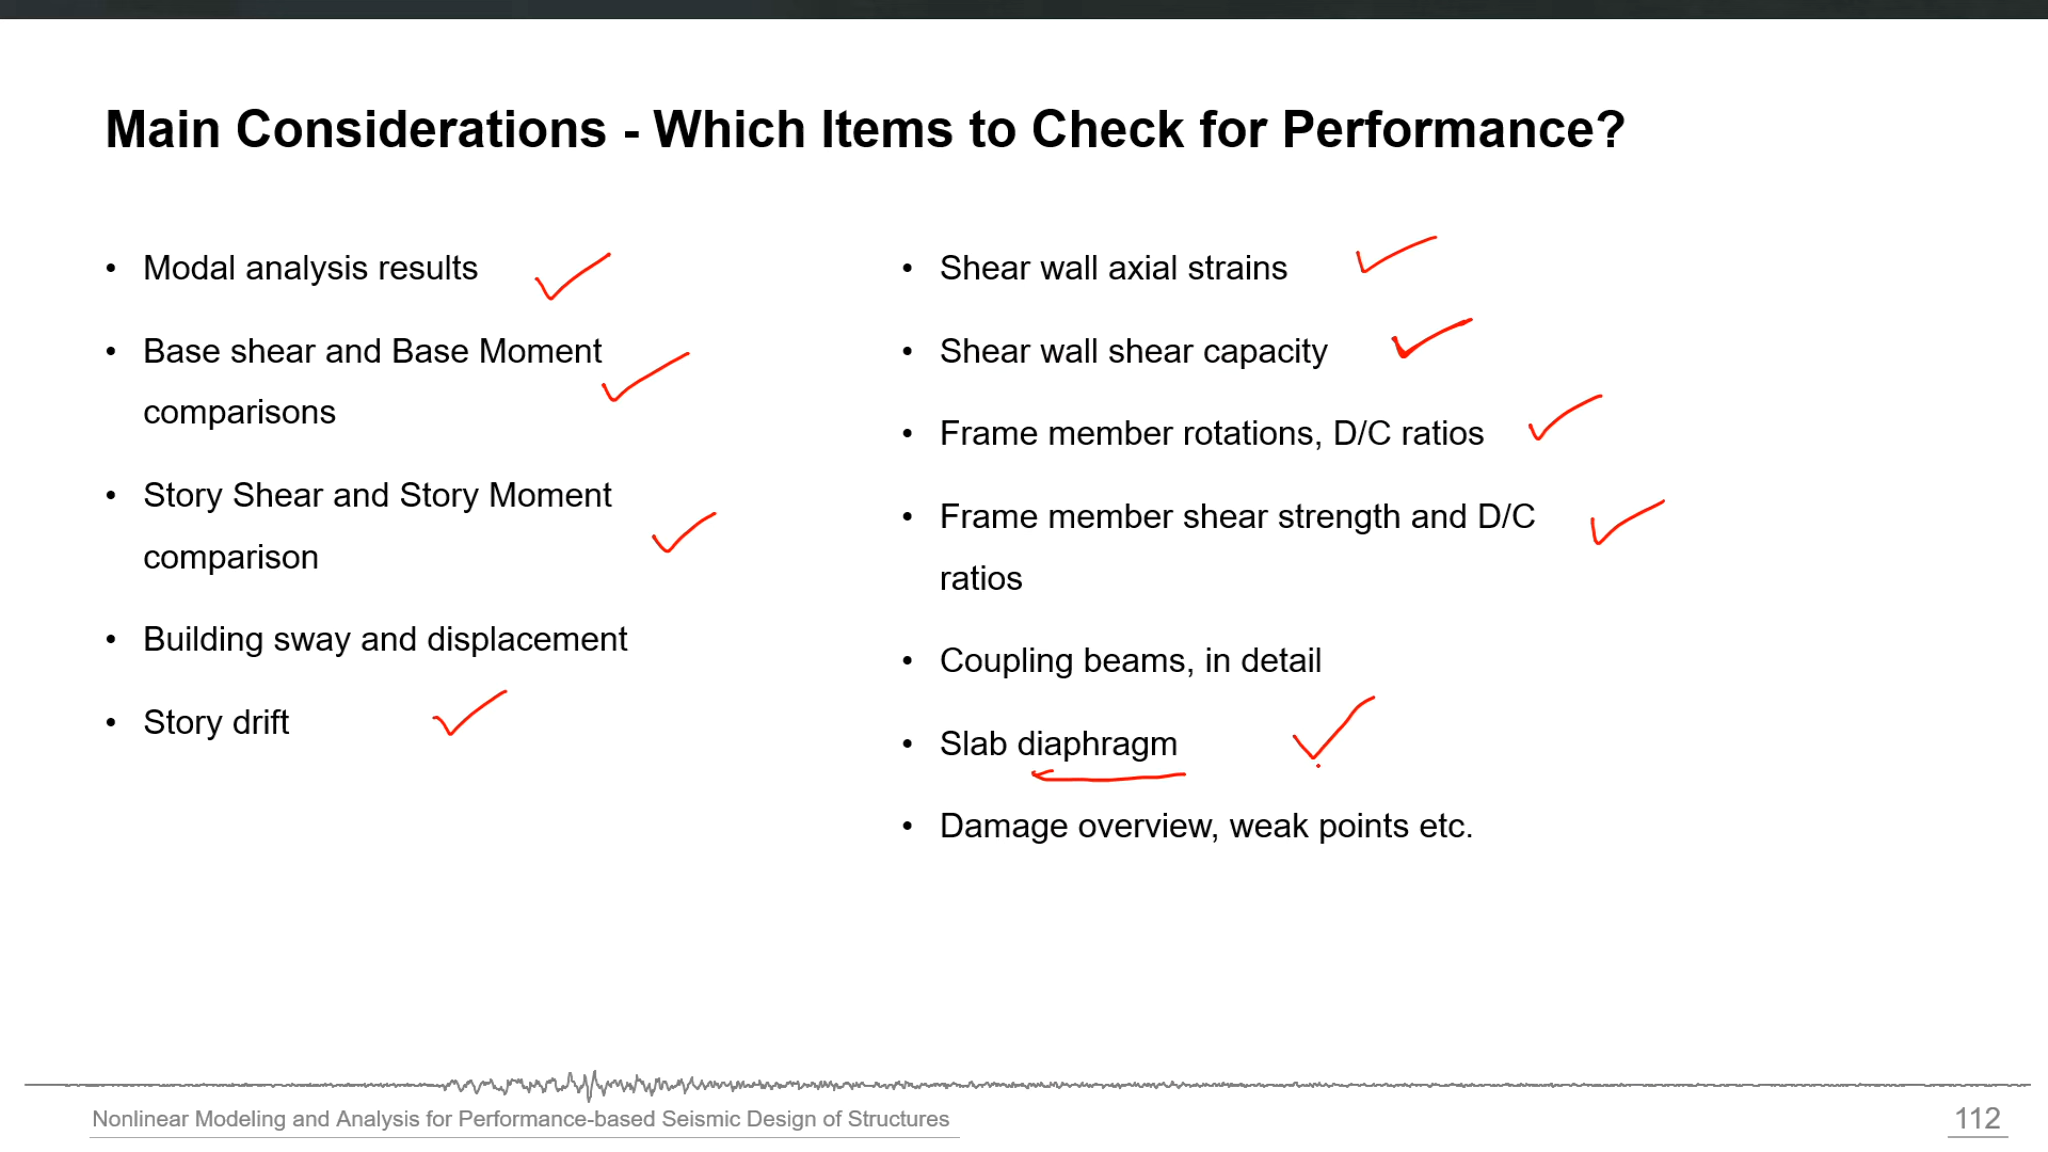 Main Considerations - Which Items to Check for Performance?
• Modal analysis results
• Base shear and Base Moment
comparisons
• Story Shear and Story Moment
comparison
• Building sway and displacement
• Story drift
• Shear wall axial strains
• Shear wall shear capacity
• Frame member rotations, D/C ratios
• Frame member shear strength and D/C
ratios
• Coupling beams, in detail
• Slab diaphragm
• Damage overview, weak points etc.
Nonlinear Modeling and Analysis for Performance-based Seismic Design of Structures
112